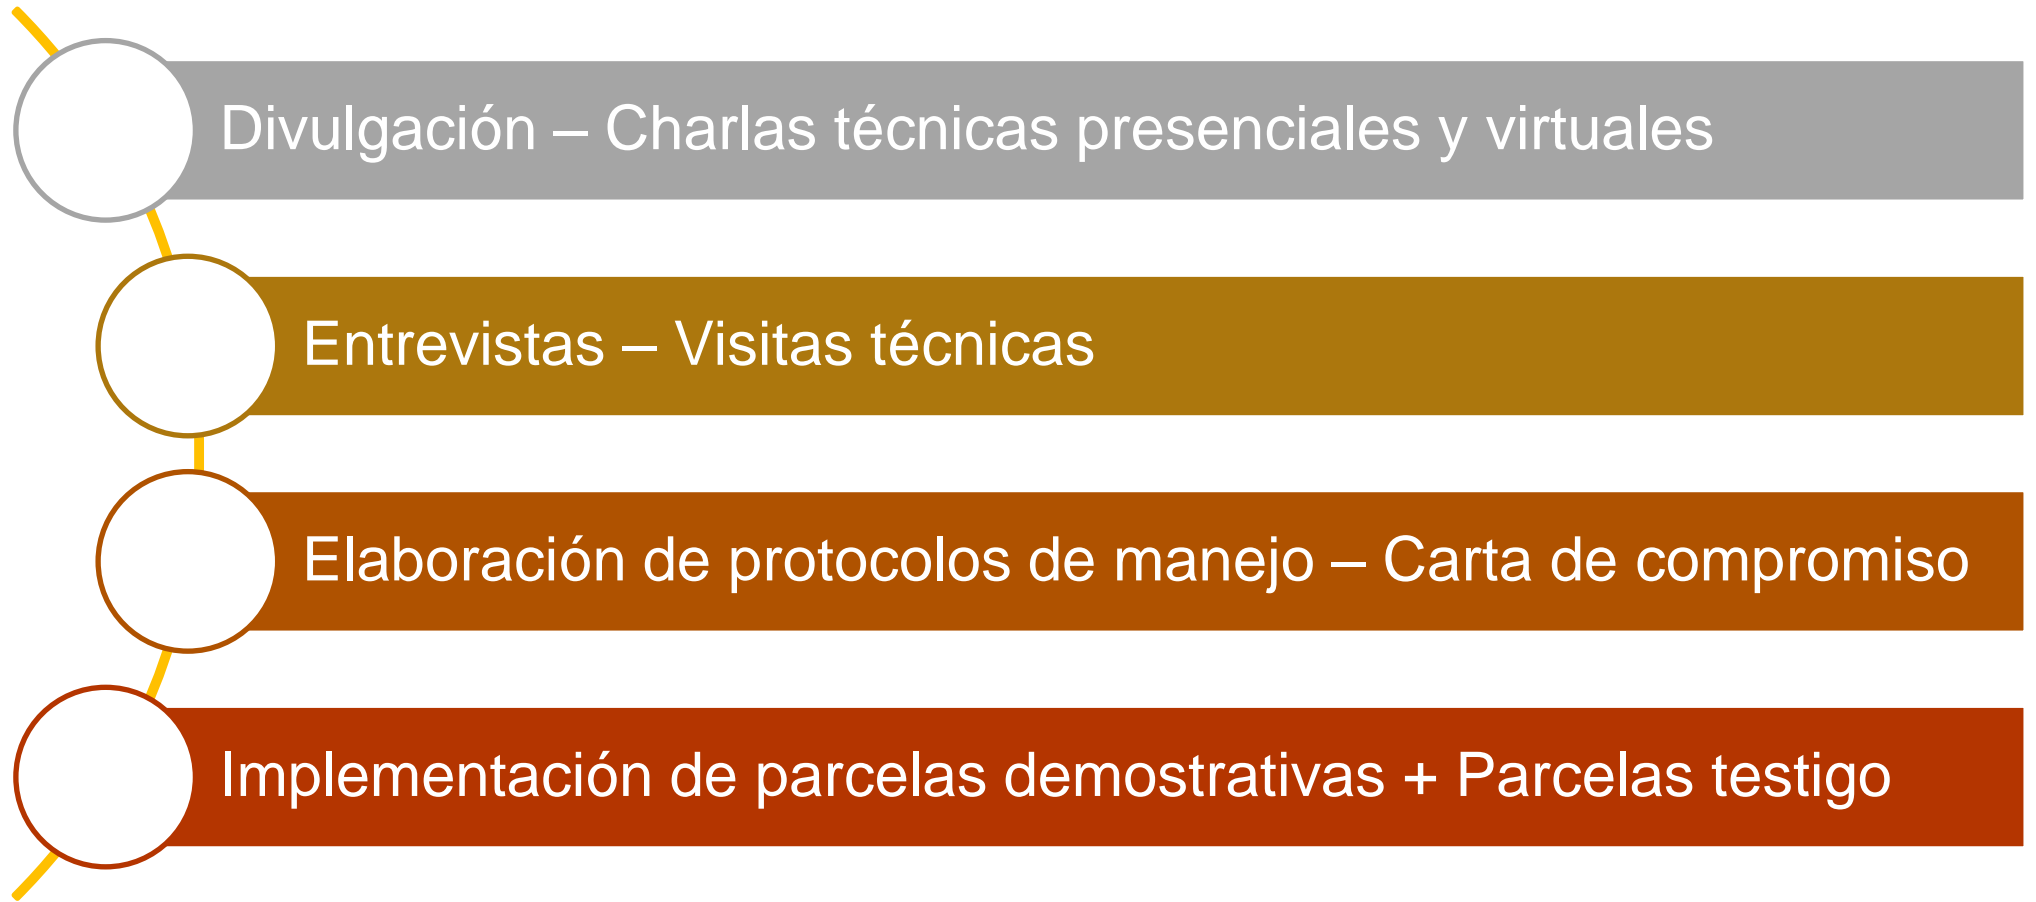 Divulgación – Charlas técnicas presenciales y virtuales
Entrevistas – Visitas técnicas
Elaboración de protocolos de manejo – Carta de compromiso
Implementación de parcelas demostrativas + Parcelas testigo